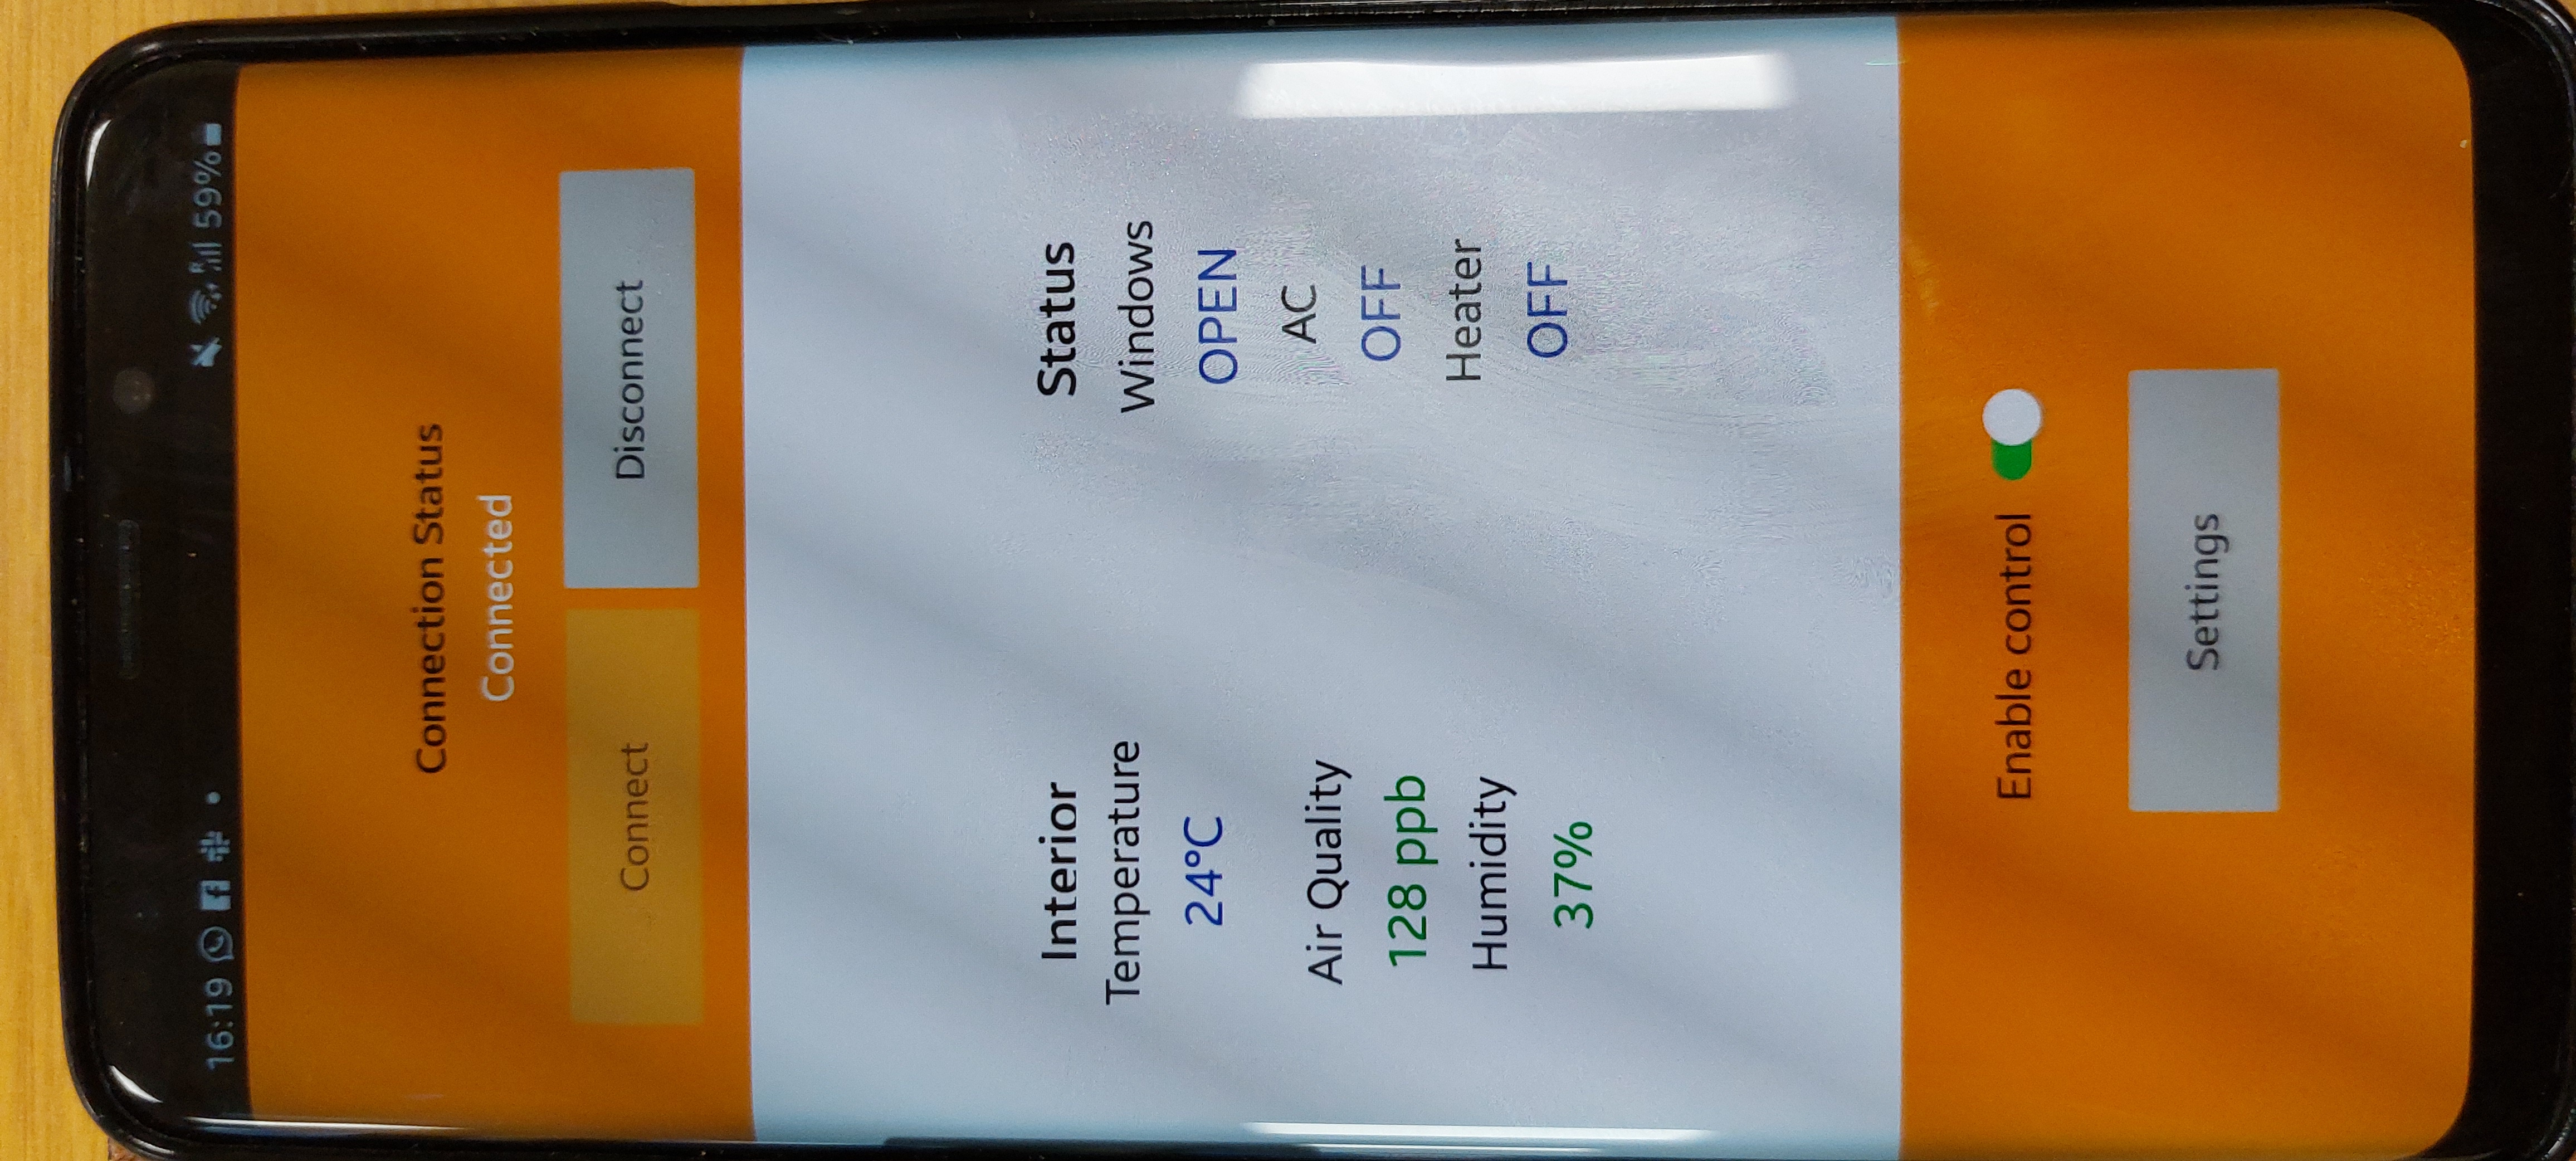 16:19
59%
Connection Status
Connected
Connect
Disconnect
Interior
Temperature
24°C
Air Quality
128 ppb
Humidity
37%
Status
Windows
OPEN
AC
OFF
Heater
OFF
Enable control
Settings